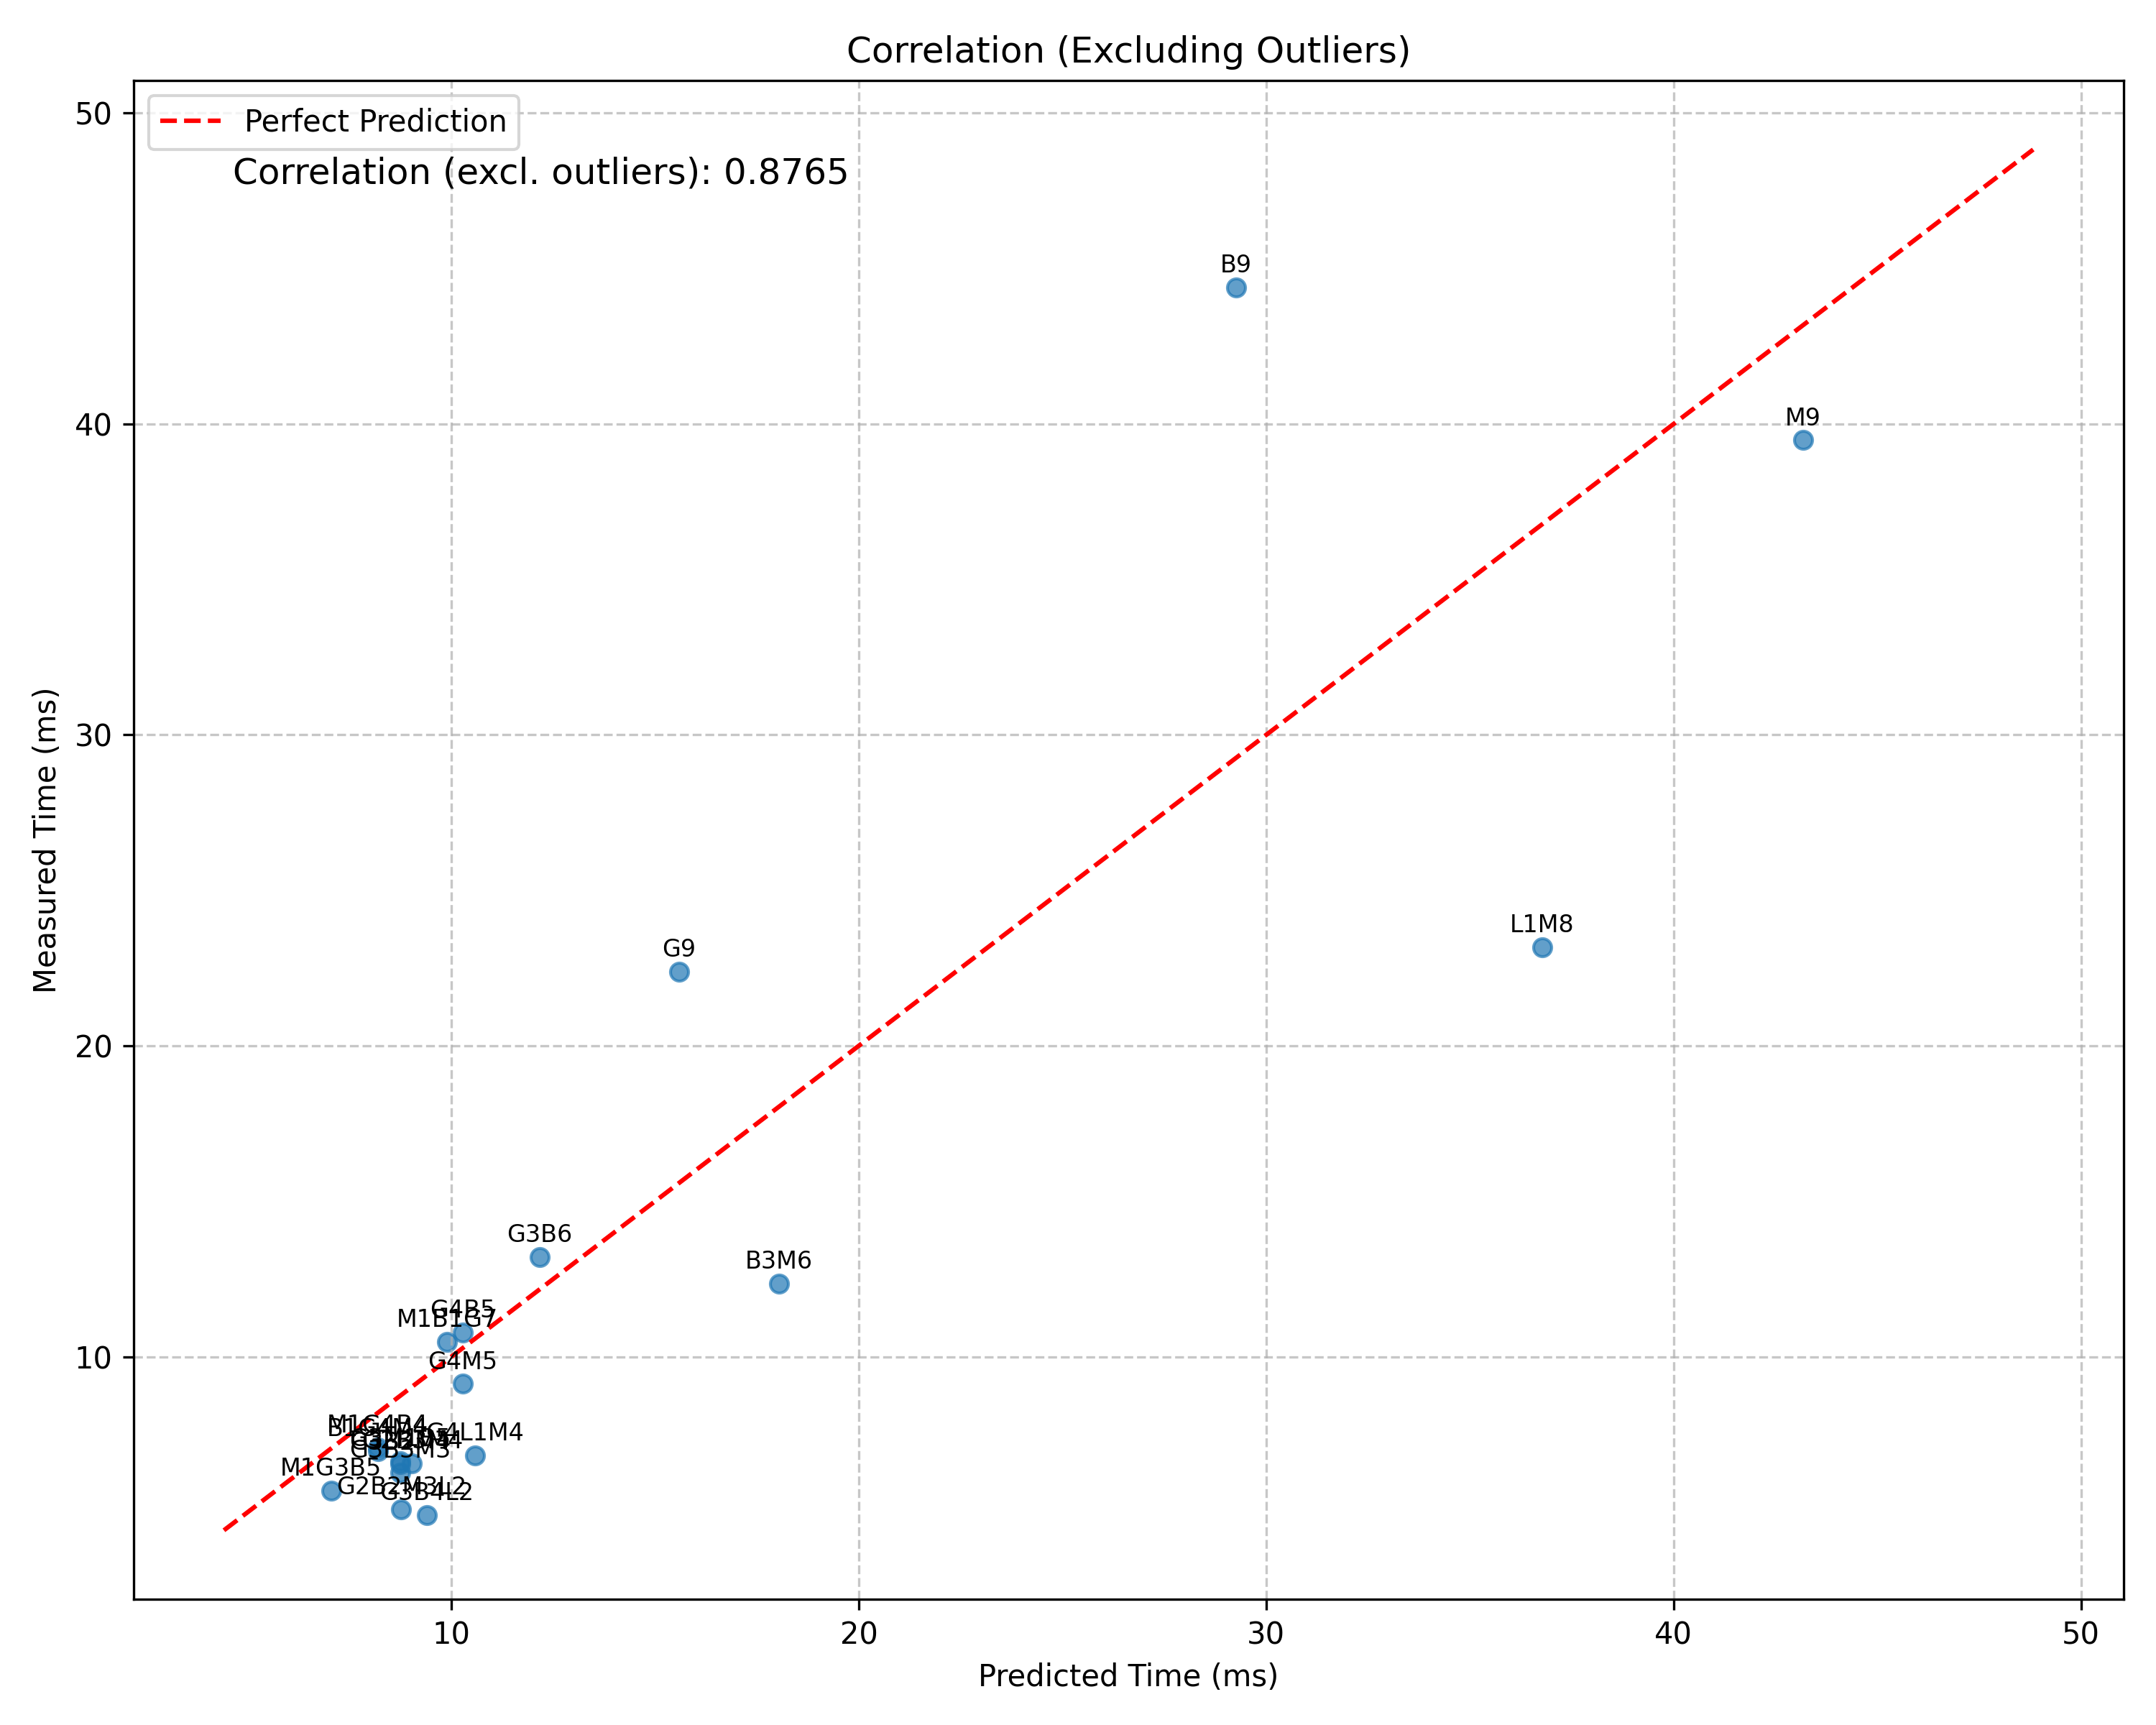 Correlation (Excluding Outliers)
Perfect Prediction
Correlation (excl. outliers): 0.8765
50
40
30
20
10
Measured Time (ms)
B9
M9
L1M8
G9
G3B6
B3M6
G4B5
M1B1G7
G4M5
M1G4B4
M1G3B5
G2B2M3L2
G3B4L2
10
20
30
40
50
Predicted Time (ms)